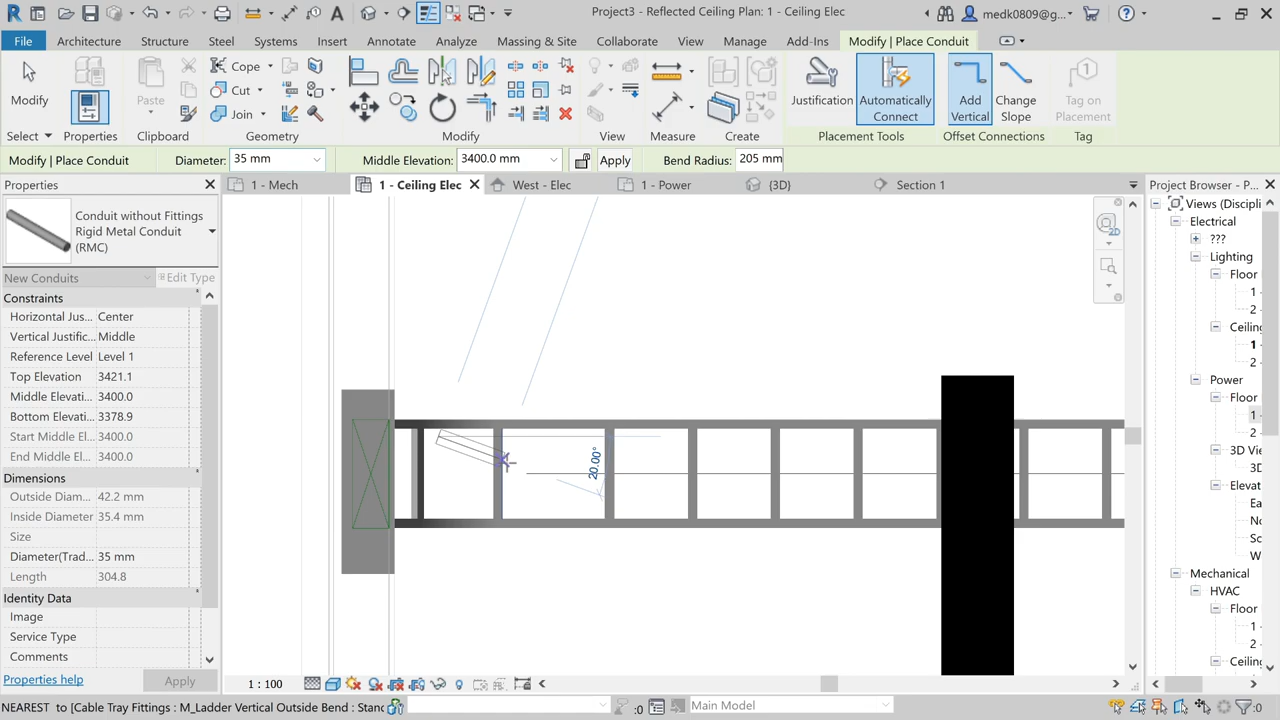 Project3 - Reflected Ceiling Plan: 1 - Ceiling Elec
medk0809@g...
File Architecture Structure Steel Systems Insert Annotate Analyze Massing & Site Collaborate View Manage Add-Ins Modify | Place Conduit
Modify Paste Cope Cut Join Justification Automatically Connect Add Vertical Change Slope Tag on Placement
Select Properties Clipboard Geometry Modify View Measure Create Placement Tools Offset Connections Tag
Modify | Place Conduit Diameter: 35 mm Middle Elevation: 3400.0 mm Apply Bend Radius: 205 mm
Properties 1 - Mech 1 - Ceiling Elec West - Elec 1 - Power {3D} Section 1 Project Browser - P...
Conduit without Fittings
Rigid Metal Conduit
(RMC)
New Conduits Edit Type
Constraints
Horizontal Jus... Center
Vertical Justific... Middle
Reference Level Level 1
Top Elevation 3421.1
Middle Elevati... 3400.0
Bottom Elevati... 3378.9
Start Middle El... 3400.0
End Middle El... 3400.0
Dimensions
Outside Diam... 42.2 mm
Inside Diameter 35.4 mm
Size
Diameter(Trad... 35 mm
Length 304.8
Identity Data
Image
Service Type
Comments
Properties help Apply
20.00°
2D
Views (Discipli
Electrical
???
Lighting
Floor
1 -
2 -
Ceiling
1
2 -
Power
Floor
1 -
2 -
3D Vie
3D
Elevat
Ea
No
So
W
Mechanical
HVAC
Floor
1 -
2 -
Ceiling
1 : 100
NEAREST to [Cable Tray Fittings : M_Ladder Vertical Outside Bend : Stand :0 Main Model :0